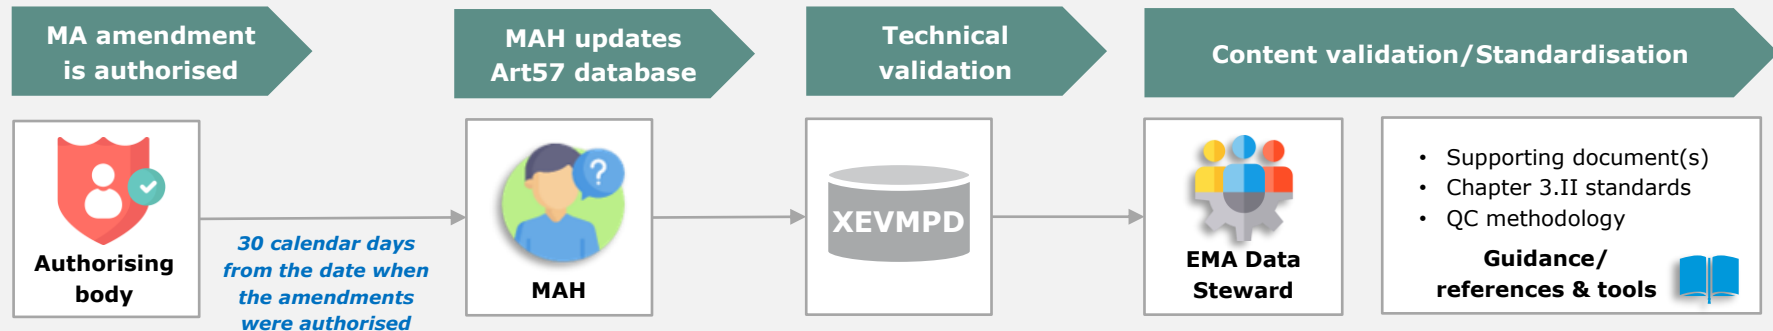 MA amendment
is authorised
MAH updates
Art57 database
Technical
validation
Content validation/Standardisation
Authorising
body
30 calendar days
from the date when
the amendments
were authorised
?
MAH
XEVMPD
EMA Data
Steward
• Supporting document(s)
• Chapter 3.II standards
• QC methodology
Guidance/
references & tools